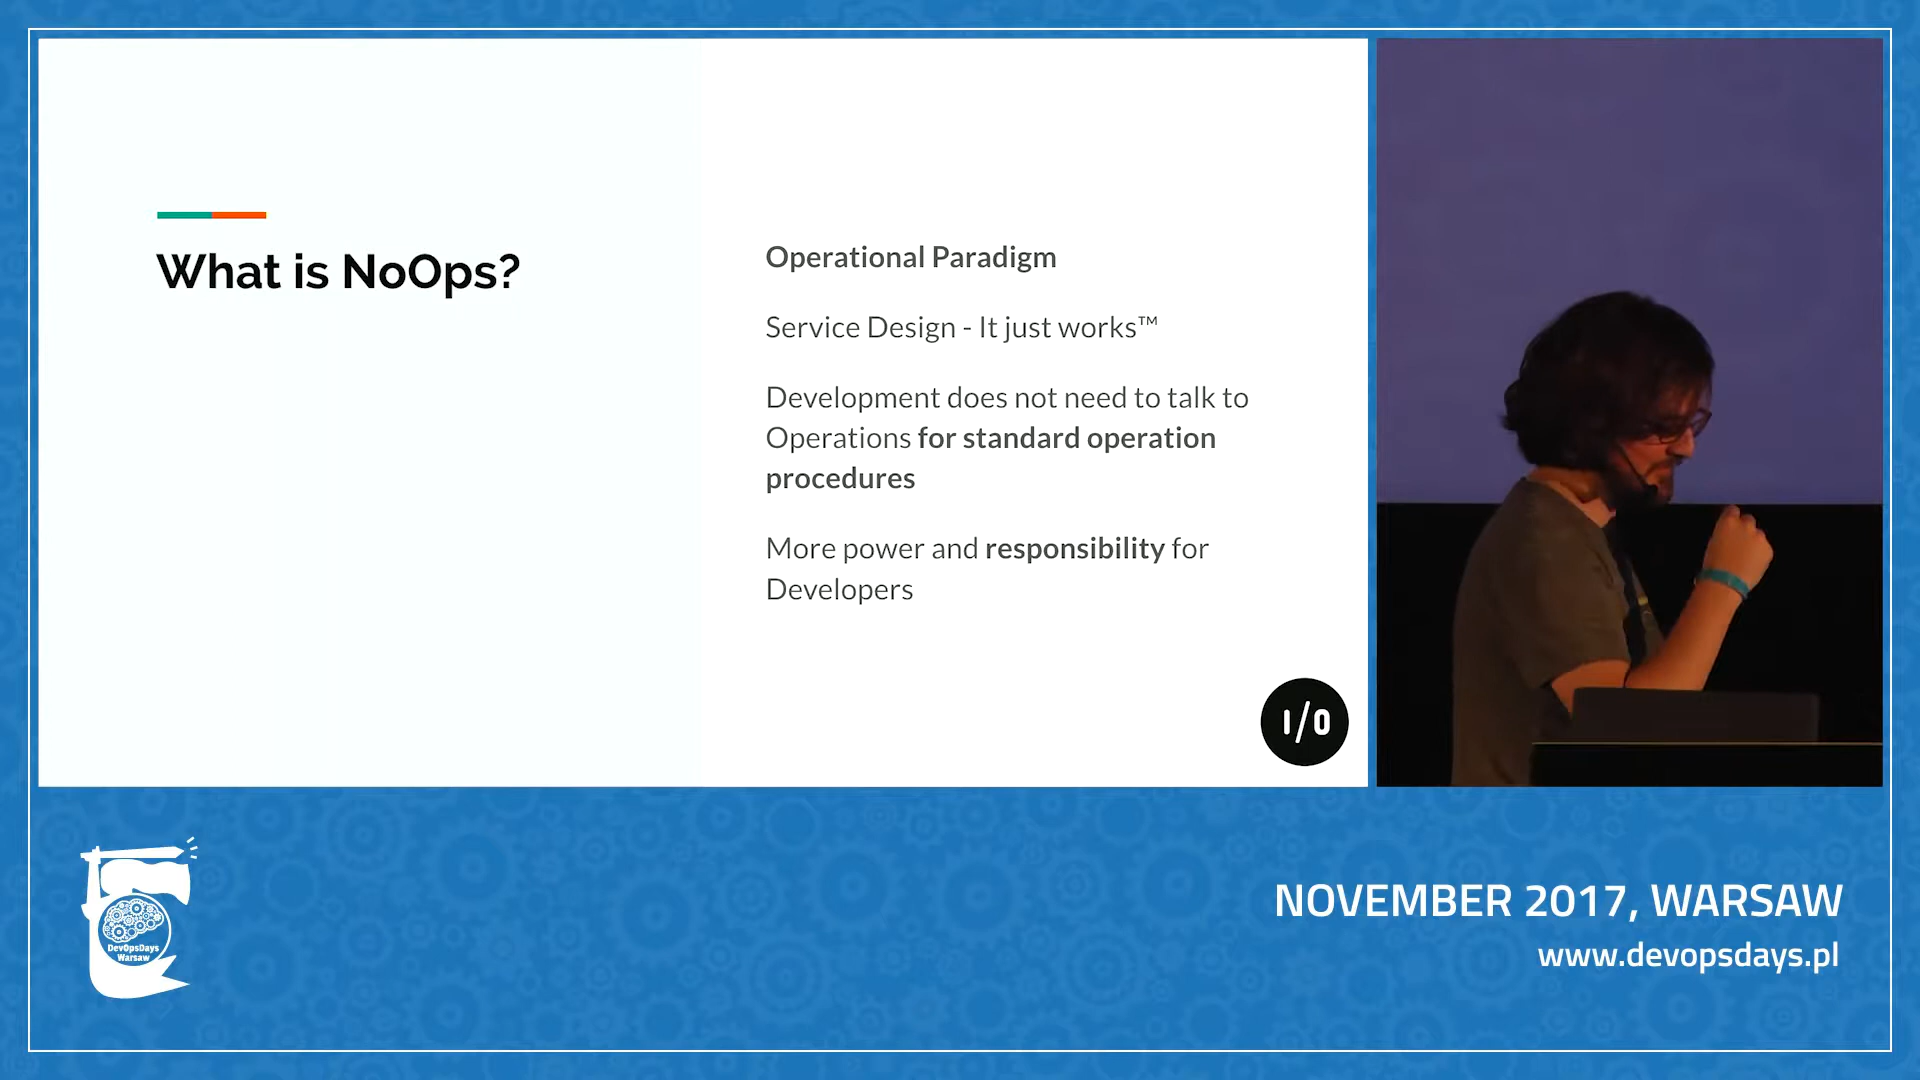 What is NoOps?
Operational Paradigm
Service Design - It just works™
Development does not need to talk to
Operations for standard operation
procedures
More power and responsibility for
Developers
I/O
DevOpsDays
Warsaw
NOVEMBER 2017, WARSAW
www.devopsdays.pl